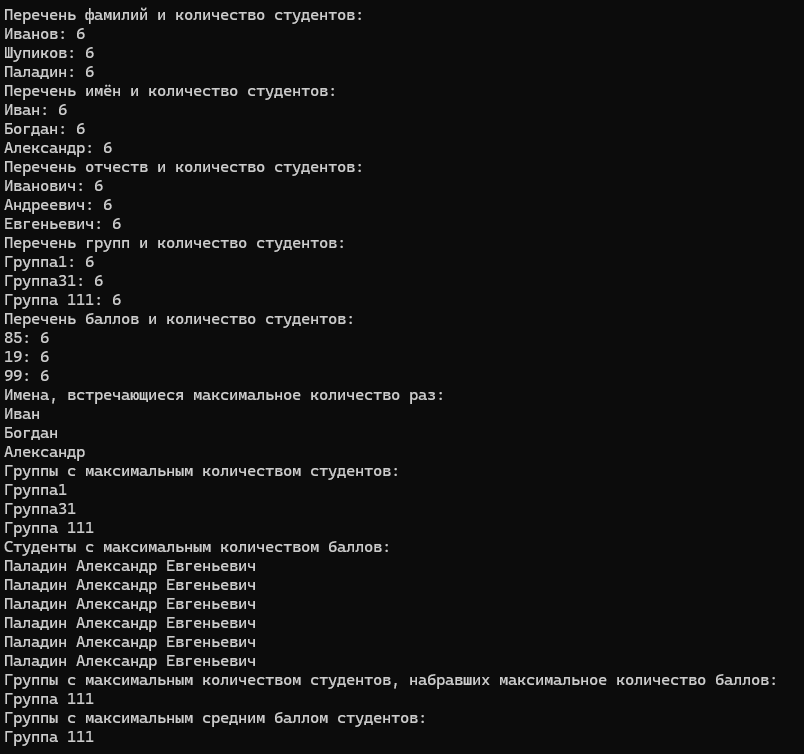 Перечень фамилий и количество студентов:
Иванов: 6
Шупиков: 6
Паладин: 6
Перечень имён и количество студентов:
Иван: 6
Богдан: 6
Александр: 6
Перечень отчеств и количество студентов:
Иванович: 6
Андреевич: 6
Евгеньевич: 6
Перечень групп и количество студентов:
Группа1: 6
Группа31: 6
Группа 111: 6
Перечень баллов и количество студентов:
85: 6
19: 6
99: 6
Имена, встречающиеся максимальное количество раз:
Иван
Богдан
Александр
Группы с максимальным количеством студентов:
Группа1
Группа31
Группа 111
Студенты с максимальным количеством баллов:
Паладин Александр Евгеньевич
Паладин Александр Евгеньевич
Паладин Александр Евгеньевич
Паладин Александр Евгеньевич
Паладин Александр Евгеньевич
Паладин Александр Евгеньевич
Группы с максимальным количеством студентов, набравших максимальное количество баллов:
Группа 111
Группы с максимальным средним баллом студентов:
Группа 111